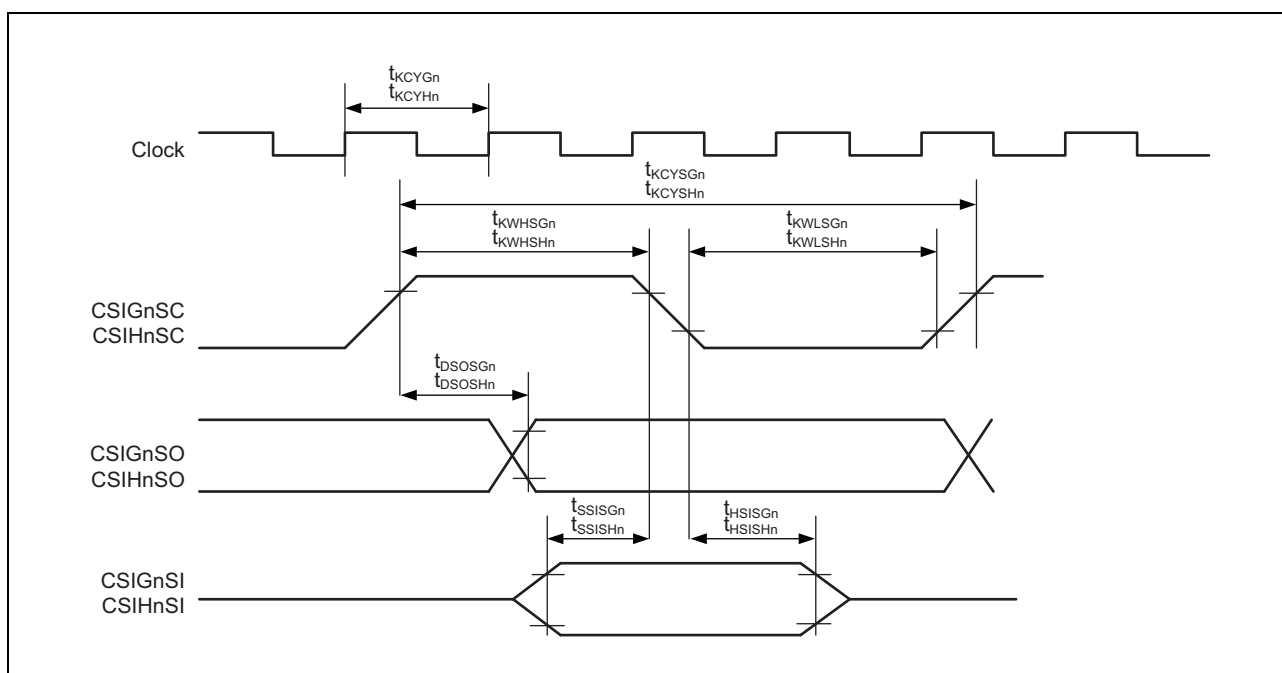 tKCYGn
tKCYHn
Clock
tKCYSGn
tKCYSHn
tKWHSGn
tKWHSHn
tKWLSGn
tKWLSHn
CSIGnSC
CSIHnSC
tDSOSGn
tDSOSHn
CSIGnSO
CSIHnSO
tSSISGn
tSSISHn
tHSISGn
tHSISHn
CSIGnSI
CSIHnSI